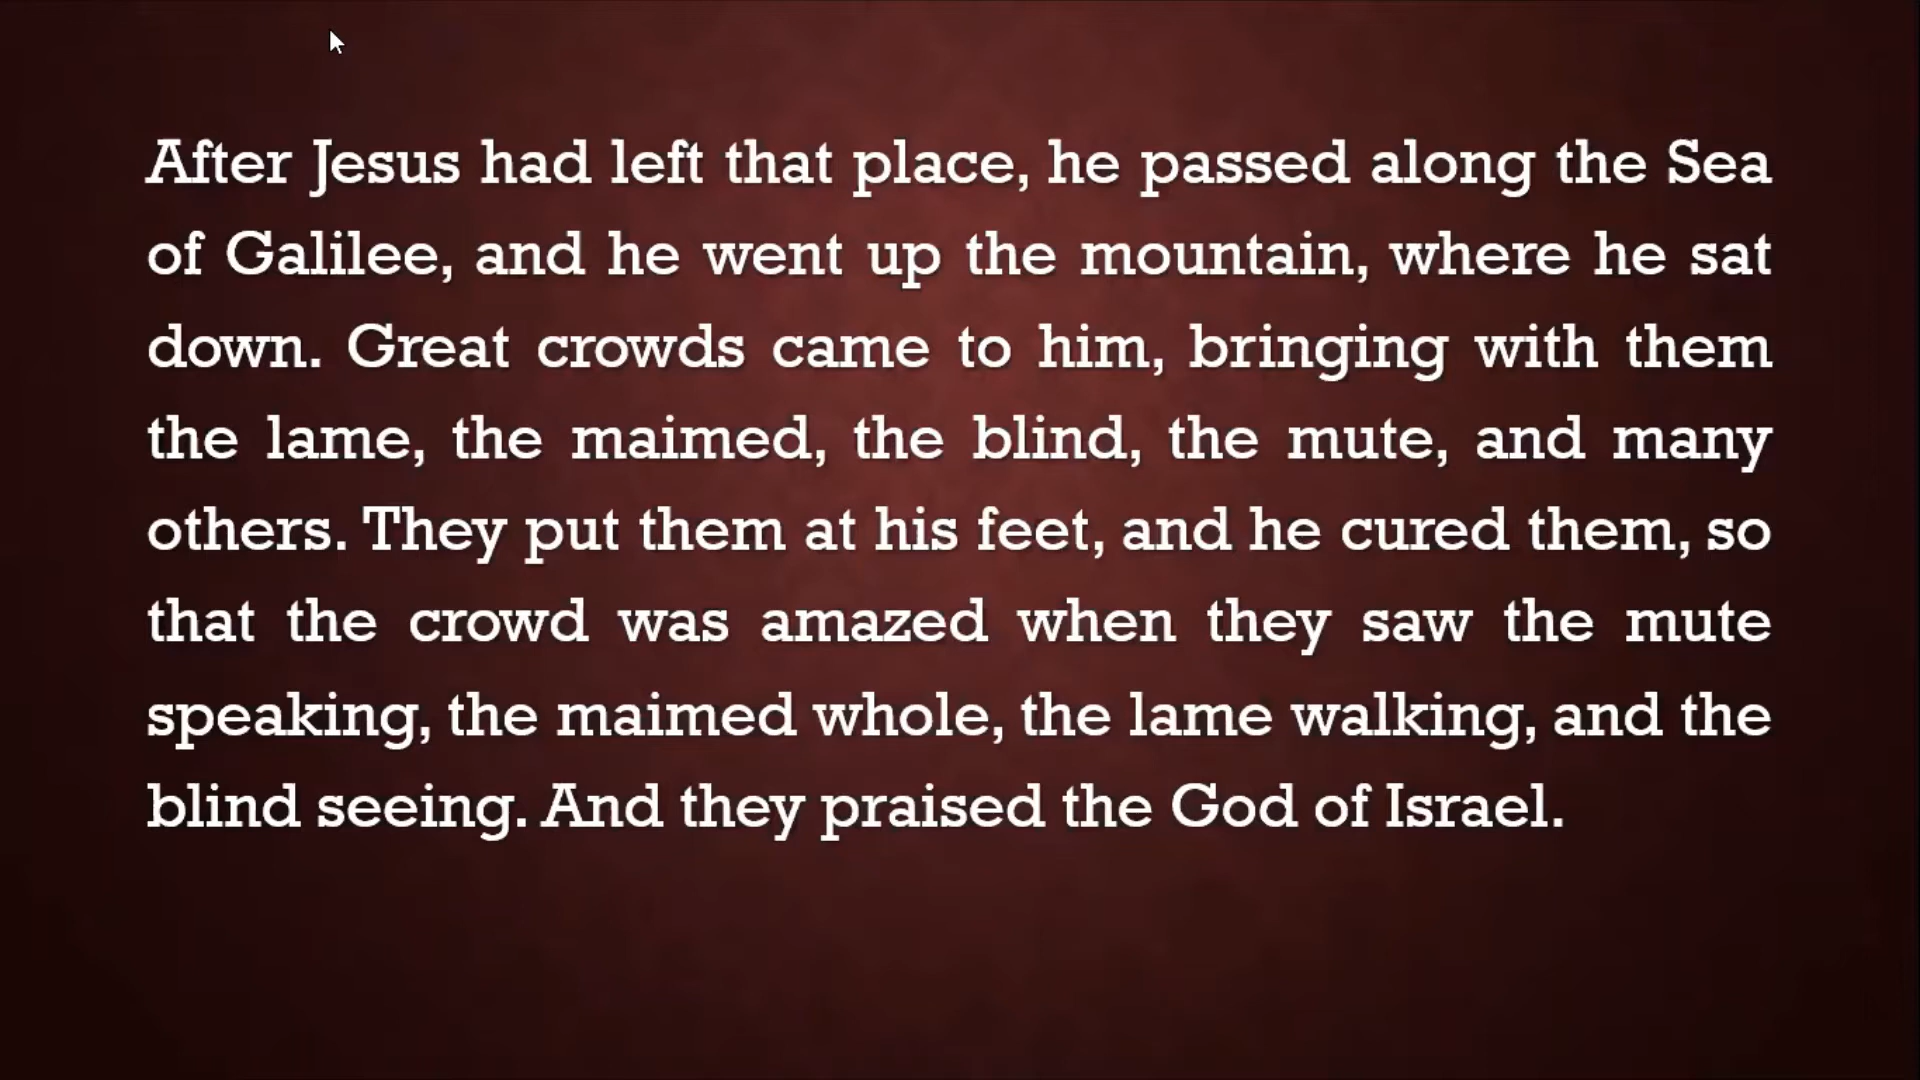 After Jesus had left that place, he passed along the Sea
of Galilee, and he went up the mountain, where he sat
down. Great crowds came to him, bringing with them
the lame, the maimed, the blind, the mute, and many
others. They put them at his feet, and he cured them, so
that the crowd was amazed when they saw the mute
speaking, the maimed whole, the lame walking, and the
blind seeing. And they praised the God of Israel.